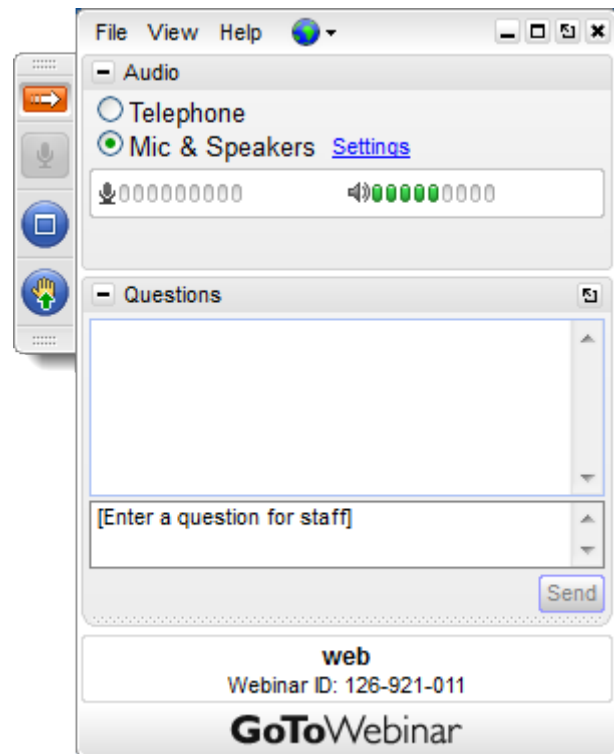 File View Help
Audio
Telephone
Mic & Speakers Settings
Questions
[Enter a question for staff]
Send
web
Webinar ID: 126-921-011
GoToWebinar